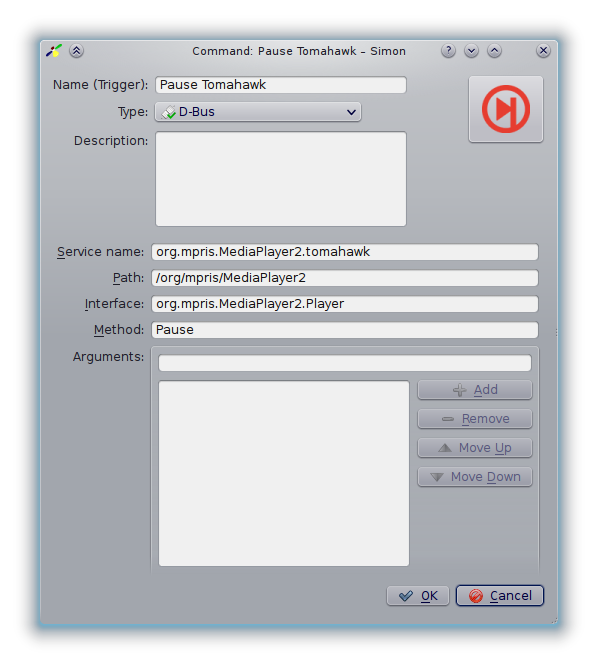 Command: Pause Tomahawk – Simon
Name (Trigger): Pause Tomahawk
Type: D-Bus
Description:
Service name: org.mpris.MediaPlayer2.tomahawk
Path: /org/mpris/MediaPlayer2
Interface: org.mpris.MediaPlayer2.Player
Method: Pause
Arguments:
Add
Remove
Move Up
Move Down
OK Cancel